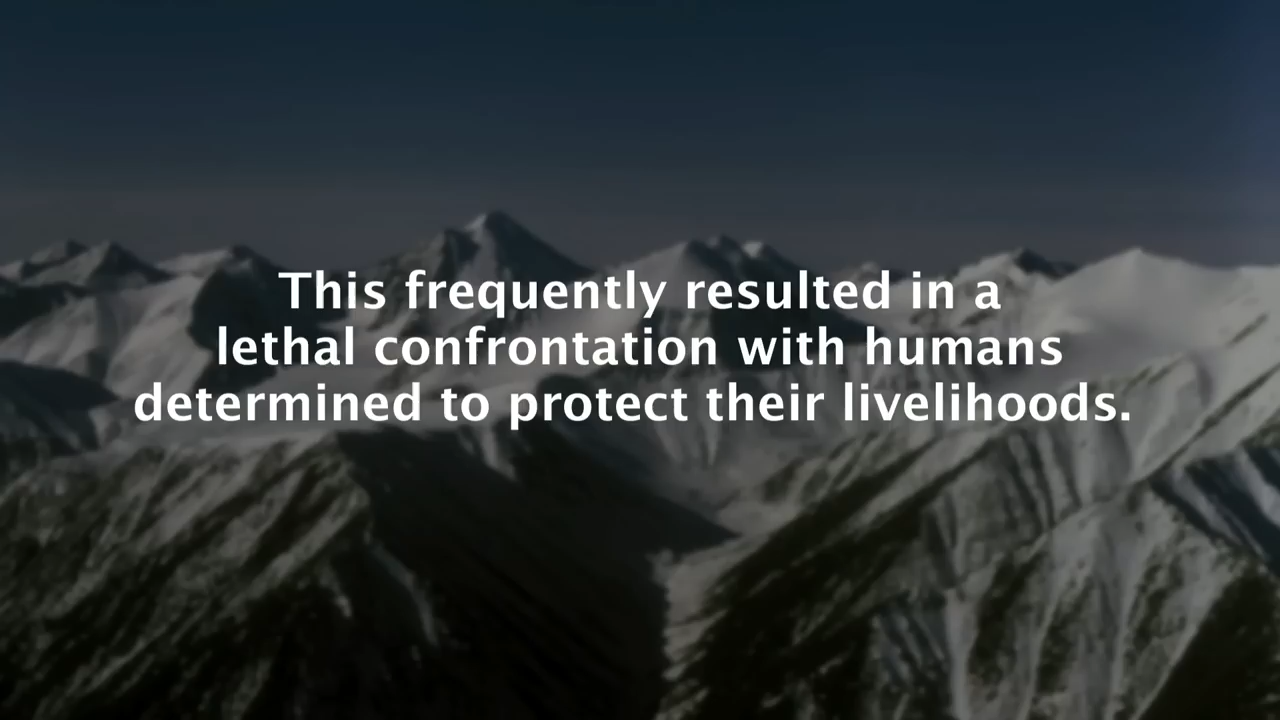 This frequently resulted in a
lethal confrontation with humans
determined to protect their livelihoods.